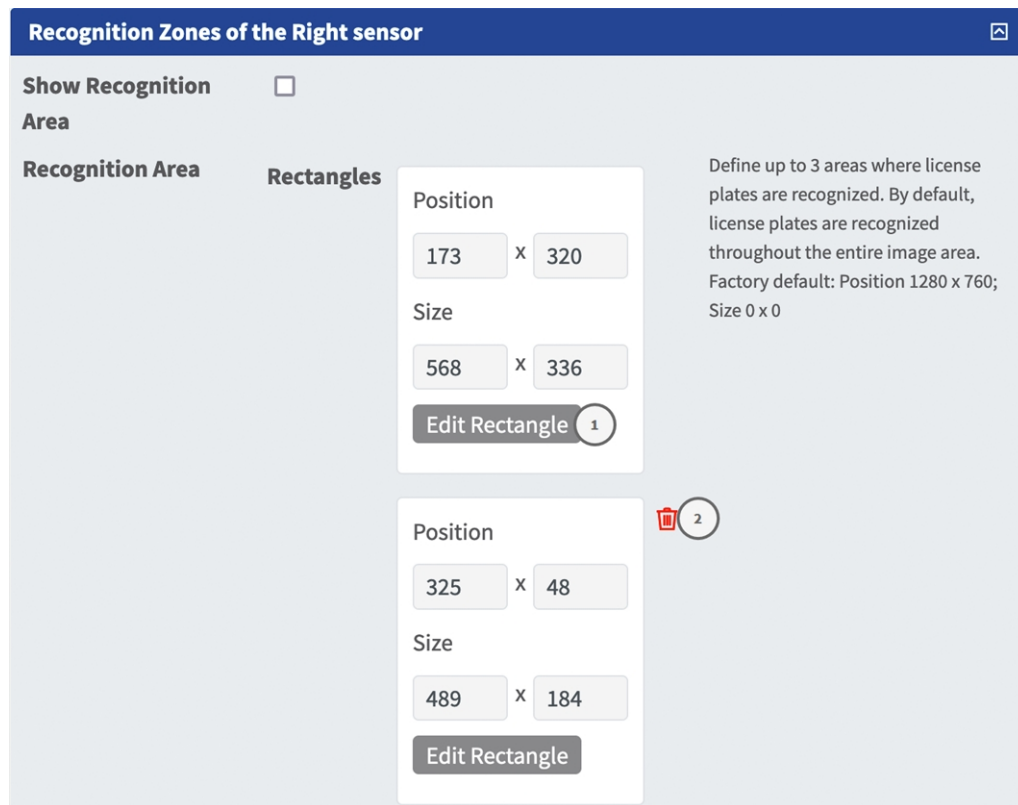 Recognition Zones of the Right sensor
Show Recognition
Area
Recognition Area
Rectangles
Position
173 x 320
Size
568 x 336
Edit Rectangle 1
Define up to 3 areas where license
plates are recognized. By default,
license plates are recognized
throughout the entire image area.
Factory default: Position 1280 x 760;
Size 0 x 0
2
Position
325 x 48
Size
489 x 184
Edit Rectangle